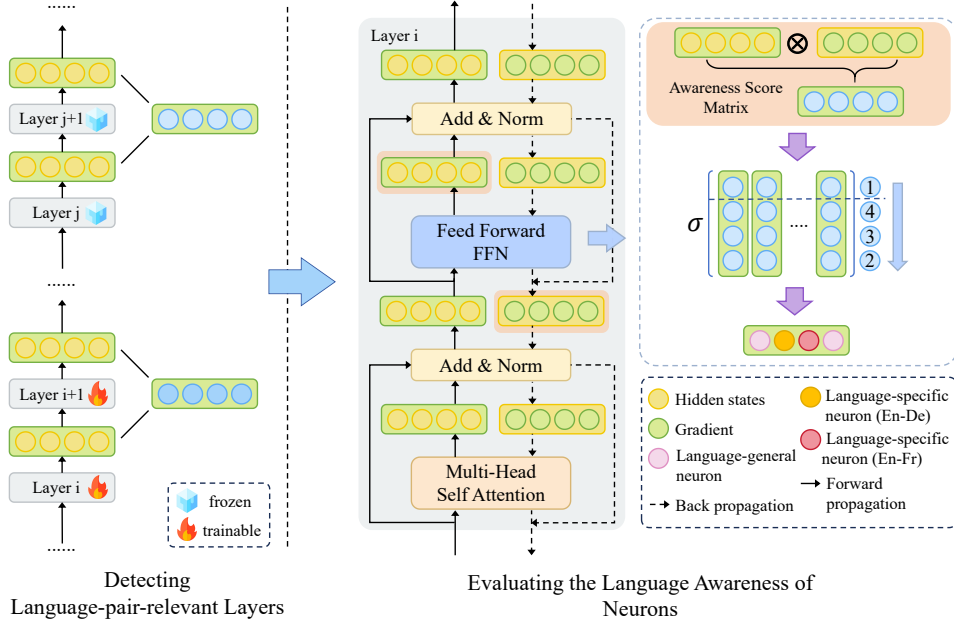 ......
Layer j+1
Layer j
......
......
Layer i+1
Layer i
......
frozen
trainable
Detecting
Language-pair-relevant Layers
Layer i
Add & Norm
Feed Forward
FFN
Add & Norm
Multi-Head
Self Attention
Evaluating the Language Awareness of
Neurons
⊗
Awareness Score
Matrix
σ
....
1
4
3
2
Hidden states
Gradient
Language-general
neuron
Back propagation
Language-specific
neuron (En-De)
Language-specific
neuron (En-Fr)
Forward
propagation